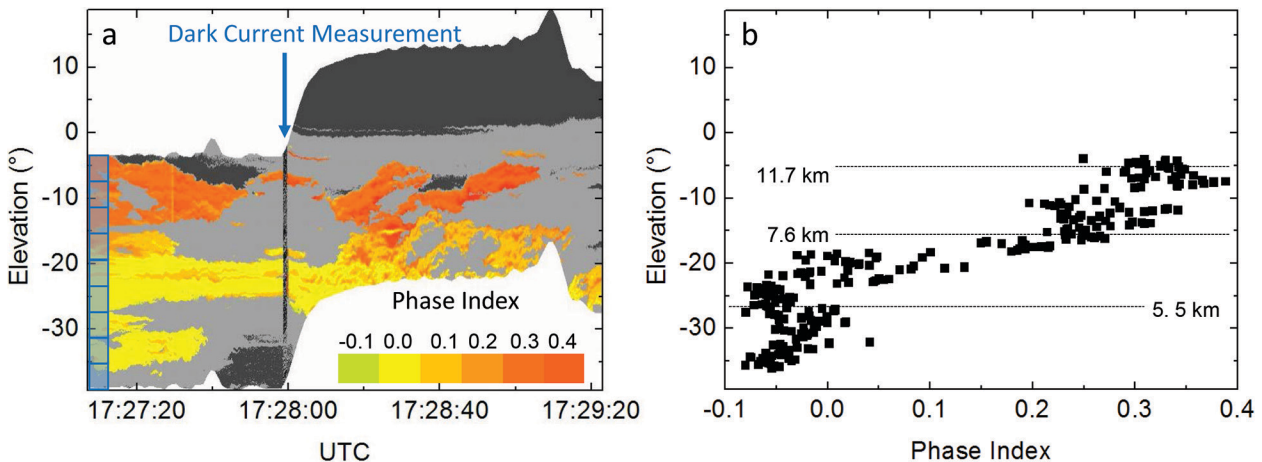 a
Dark Current Measurement
10
0
-10
-20
-30
Elevation (°)
Phase Index
-0.1 0.0 0.1 0.2 0.3 0.4
17:27:20 17:28:00 17:28:40 17:29:20
UTC
b
10
0
-10
-20
-30
Elevation (°)
11.7 km
7.6 km
5. 5 km
-0.1 0.0 0.1 0.2 0.3 0.4
Phase Index